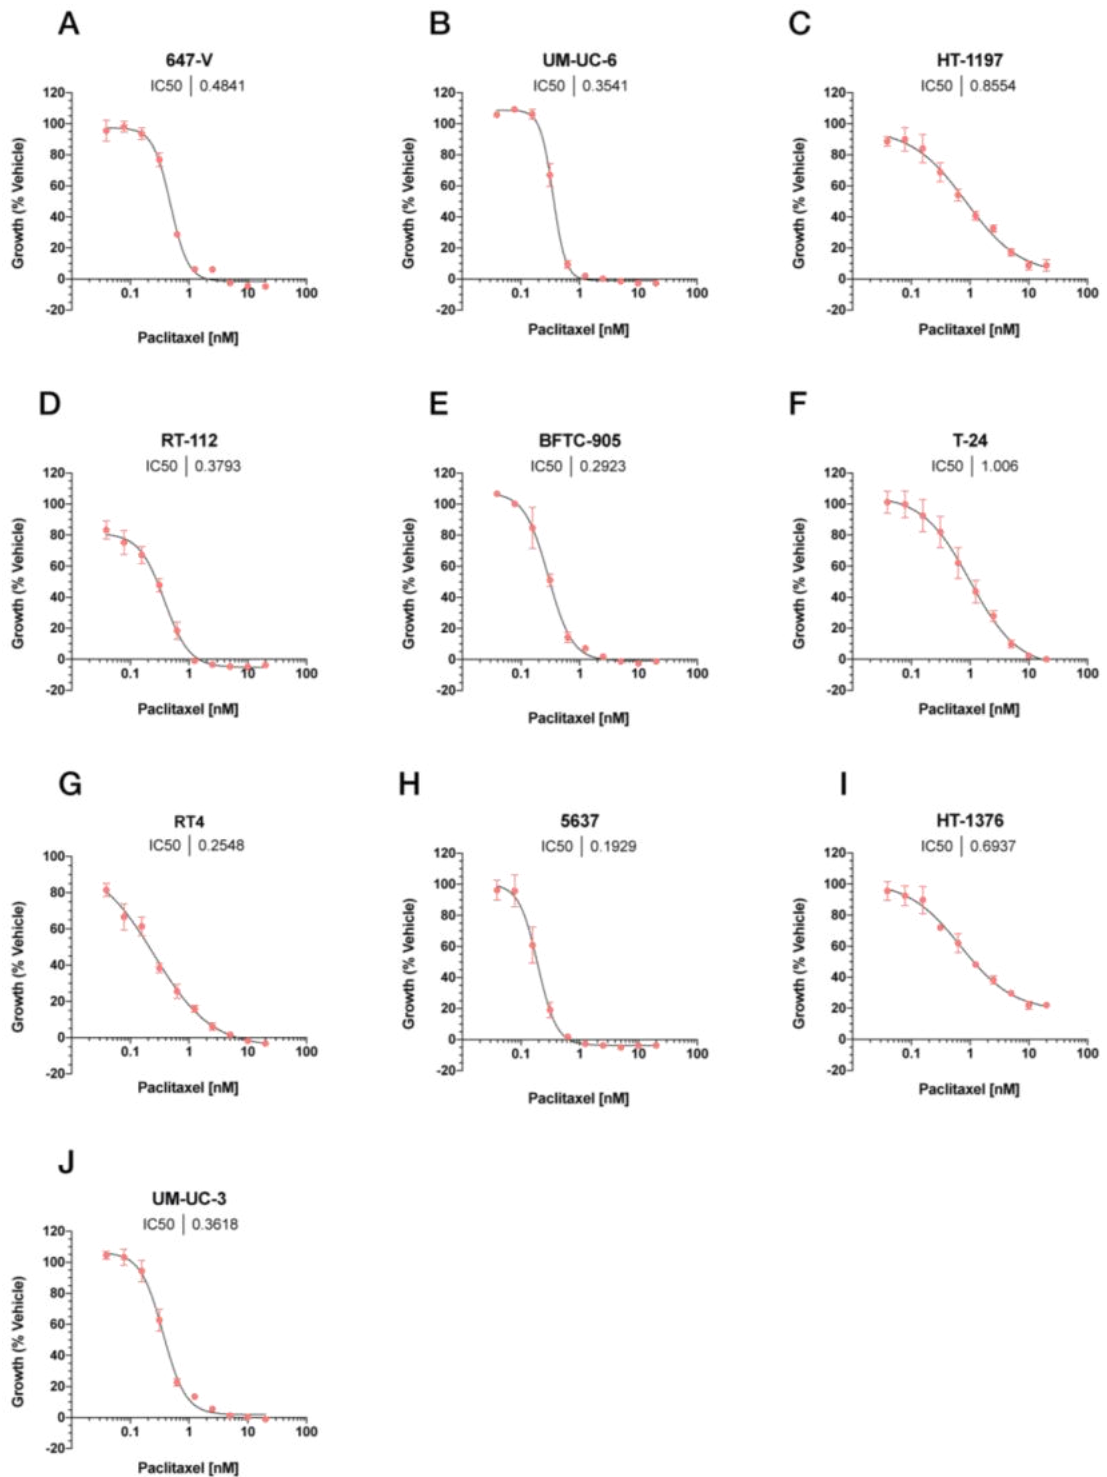 A
647-V
IC50 | 0.4841
Growth (% Vehicle)
120
100
80
60
40
20
0
-20
0.1 1 10 100
Paclitaxel [nM]
B
UM-UC-6
IC50 | 0.3541
Growth (% Vehicle)
120
100
80
60
40
20
0
-20
0.1 1 10 100
Paclitaxel [nM]
C
HT-1197
IC50 | 0.8554
Growth (% Vehicle)
120
100
80
60
40
20
0
-20
0.1 1 10 100
Paclitaxel [nM]
D
RT-112
IC50 | 0.3793
Growth (% Vehicle)
120
100
80
60
40
20
0
-20
0.1 1 10 100
Paclitaxel [nM]
E
BFTC-905
IC50 | 0.2923
Growth (% Vehicle)
120
100
80
60
40
20
0
-20
0.1 1 10 100
Paclitaxel [nM]
F
T-24
IC50 | 1.006
Growth (% Vehicle)
120
100
80
60
40
20
0
-20
0.1 1 10 100
Paclitaxel [nM]
G
RT4
IC50 | 0.2548
Growth (% Vehicle)
100
80
60
40
20
0
-20
0.1 1 10 100
Paclitaxel [nM]
H
5637
IC50 | 0.1929
Growth (% Vehicle)
120
100
80
60
40
20
0
-20
0.1 1 10 100
Paclitaxel [nM]
I
HT-1376
IC50 | 0.6937
Growth (% Vehicle)
120
100
80
60
40
20
0
-20
0.1 1 10 100
Paclitaxel [nM]
J
UM-UC-3
IC50 | 0.3618
Growth (% Vehicle)
120
100
80
60
40
20
0
-20
0.1 1 10 100
Paclitaxel [nM]